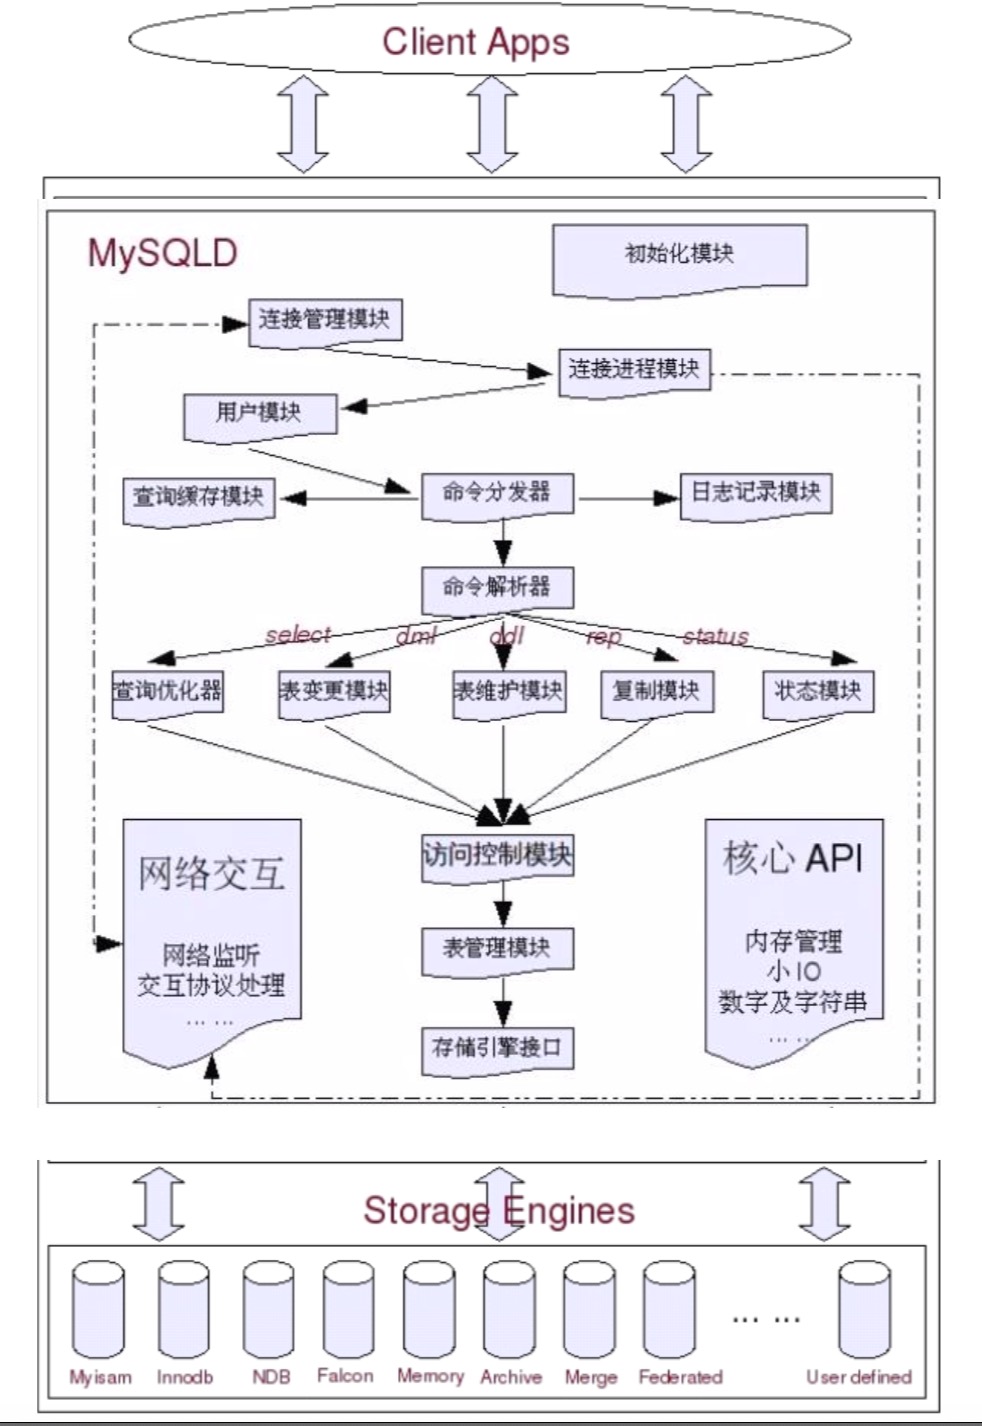 Client Apps
MySQLD
初始化模块
连接管理模块
连接进程模块
用户模块
查询缓存模块
命令分发器
日志记录模块
命令解析器
select
dml
ddl
rep
status
查询优化器
表变更模块
表维护模块
复制模块
状态模块
网络交互
网络监听
交互协议处理
... ...
访问控制模块
表管理模块
存储引擎接口
核心 API
内存管理
小 IO
数字及字符串
... ...
Storage Engines
... ...
Myisam
Innodb
NDB
Falcon
Memory
Archive
Merge
Federated
User defined